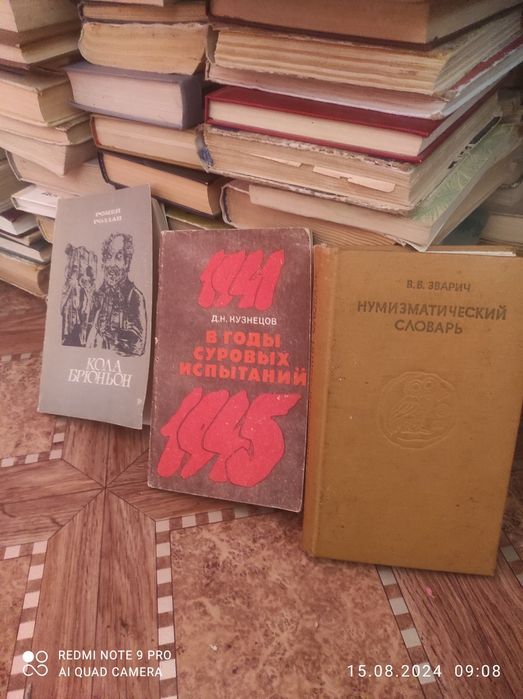 РОМЕН
РОЛЛАН
КОЛА
БРЮНЬОН
1941
Д.Н. КУЗНЕЦОВ
В ГОДЫ
СУРОВЫХ
ИСПЫТАНИЙ
1945
В. В. ЗВАРИЧ
НУМИЗМАТИЧЕСКИЙ
СЛОВАРЬ
REDMI NOTE 9 PRO
AI QUAD CAMERA
15.08.2024 09:08